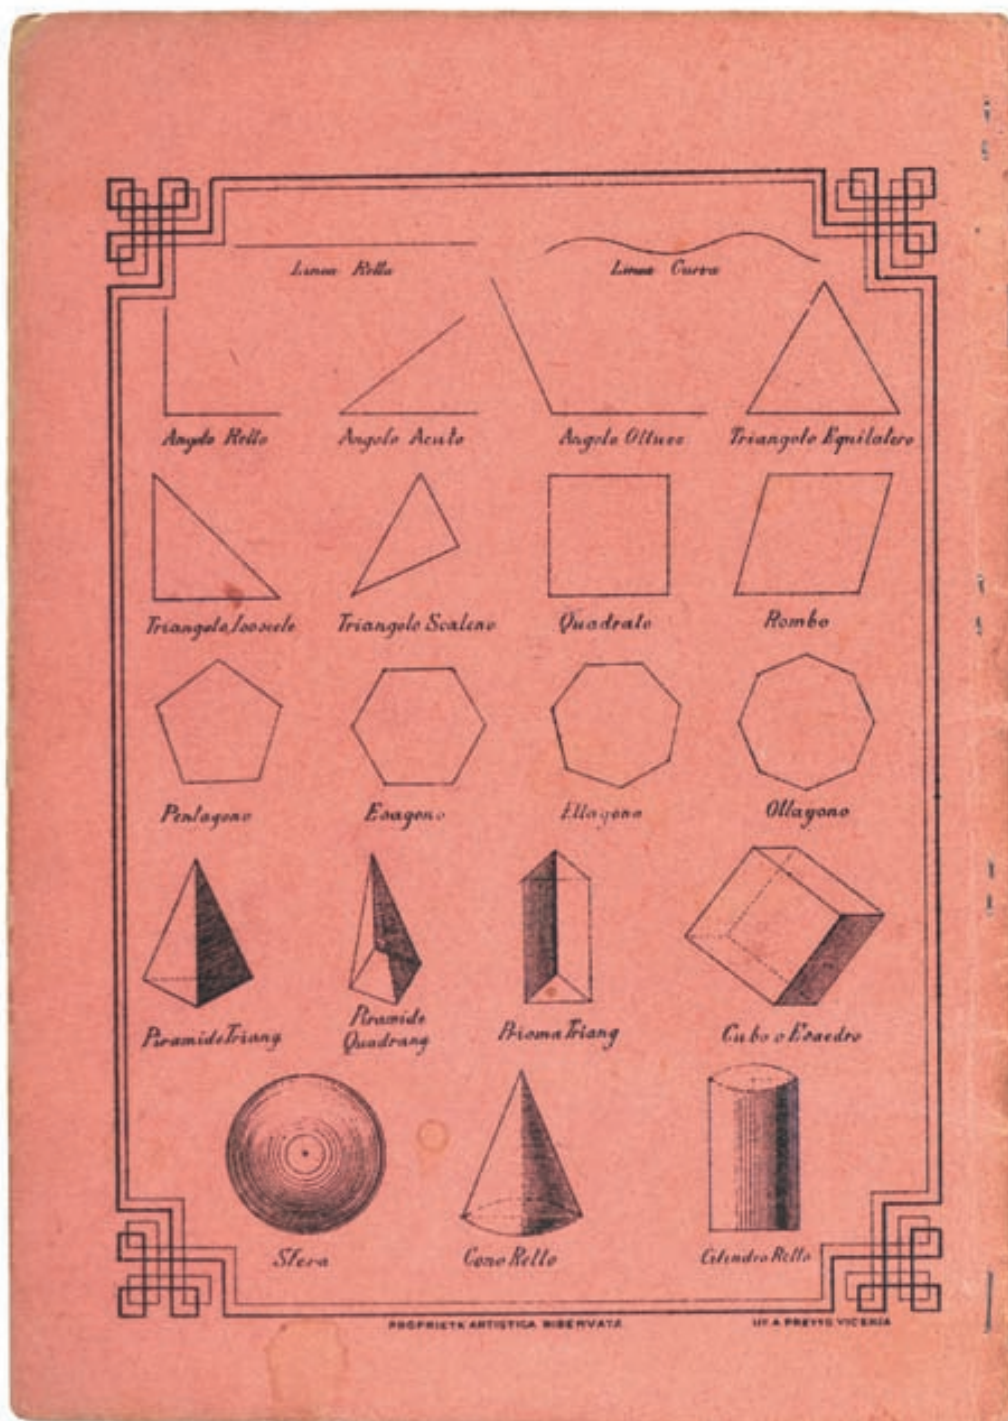 Linea Retta
Linea Curva
Angolo Retto
Angolo Acuto
Angolo Ottuso
Triangolo Equilatero
Triangolo Isoscele
Triangolo Scaleno
Quadrato
Rombo
Pentagono
Esagono
Ettagono
Ottagono
Piramide Triang
Piramide
Quadrang
Prisma Triang
Cubo o Esaedro
Sfera
Cono Retto
Cilindro Retto
PROPRIETÀ ARTISTICA RISERVATA
A PRETTO VICENZA